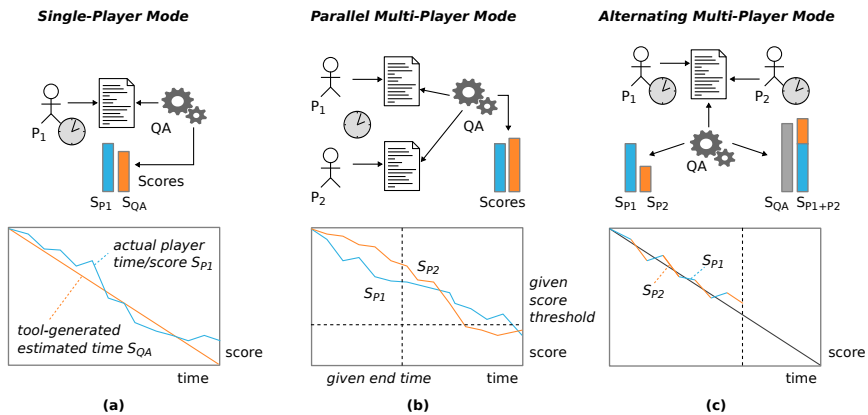 Single-Player Mode
P1
QA
Scores
SP1
SQA
actual player
time/score SP1
tool-generated
estimated time SQA
score
time
(a)
Parallel Multi-Player Mode
P1
QA
P2
Scores
SP2
SP1
given
score
threshold
score
given end time
time
(b)
Alternating Multi-Player Mode
P1
P2
QA
SP1
SP2
SQA
SP1+P2
SP1
SP2
score
time
(c)